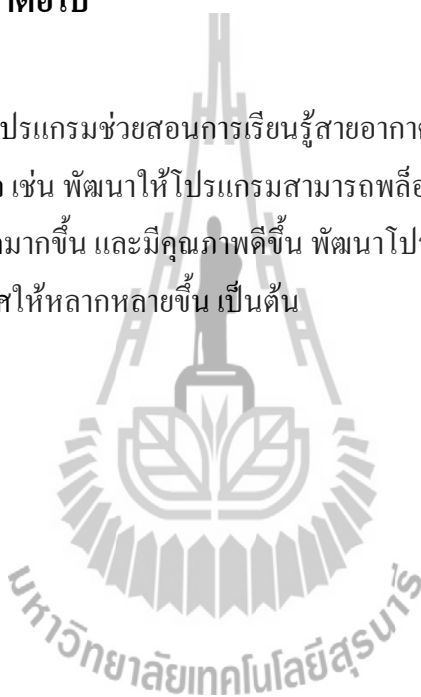 าต่อไป
ปรแกรมช่วยสอนการเรียนรู้สายอากา
เช่น พัฒนาให้โปรแกรมสามารถพล็อ
มากขึ้น และมีคุณภาพดีขึ้น พัฒนาโปร
ศให้หลากหลายขึ้น เป็นต้น
มหาวิทยาลัยเทคโนโลยีสุรนารี